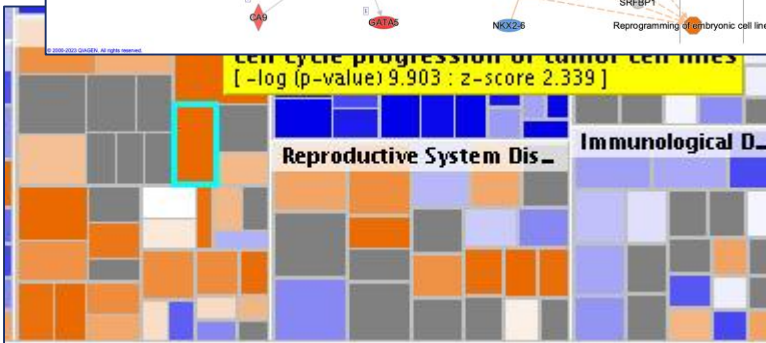 SRFBP1
CA9
GATA5
NKX2-6
Reprogramming of embryonic cell line
© 2000-2023 QIAGEN. All rights reserved.
cell cycle progression of tumor cell lines
[ -log (p-value) 9.903 : z-score 2.339 ]
Reproductive System Dis…
Immunological D…